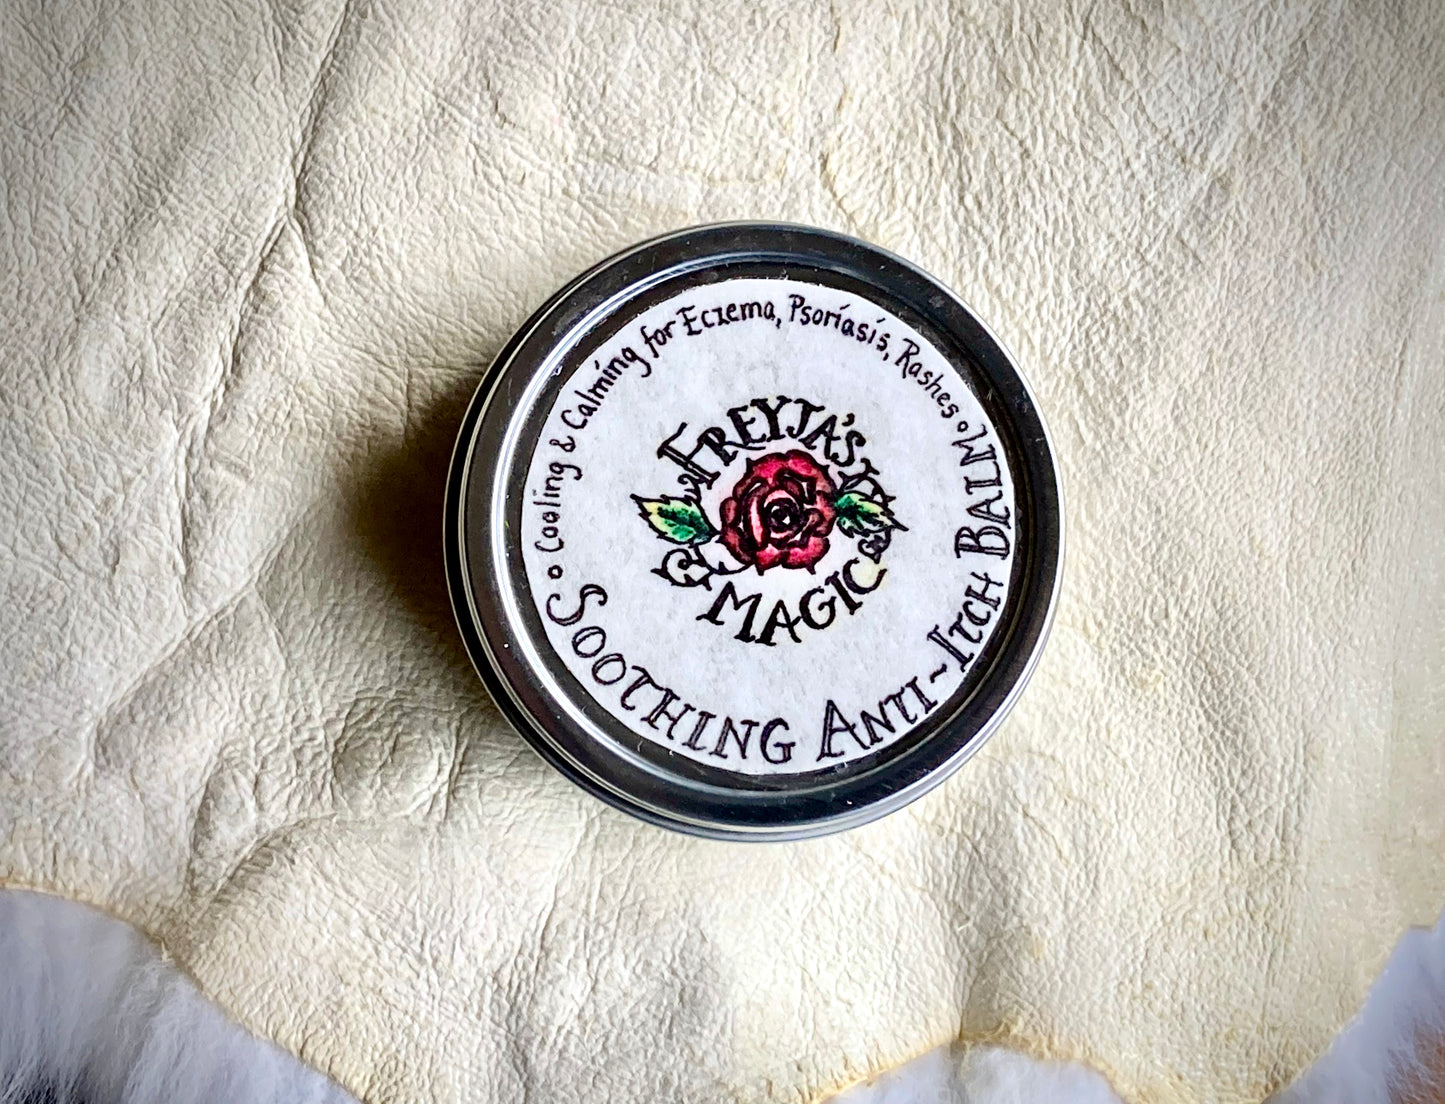 Cooling & Calming for Eczema, Psoriasis, Rashes
FREYJA'S
MAGIC
SOOTHING ANTI-ITCH BALM